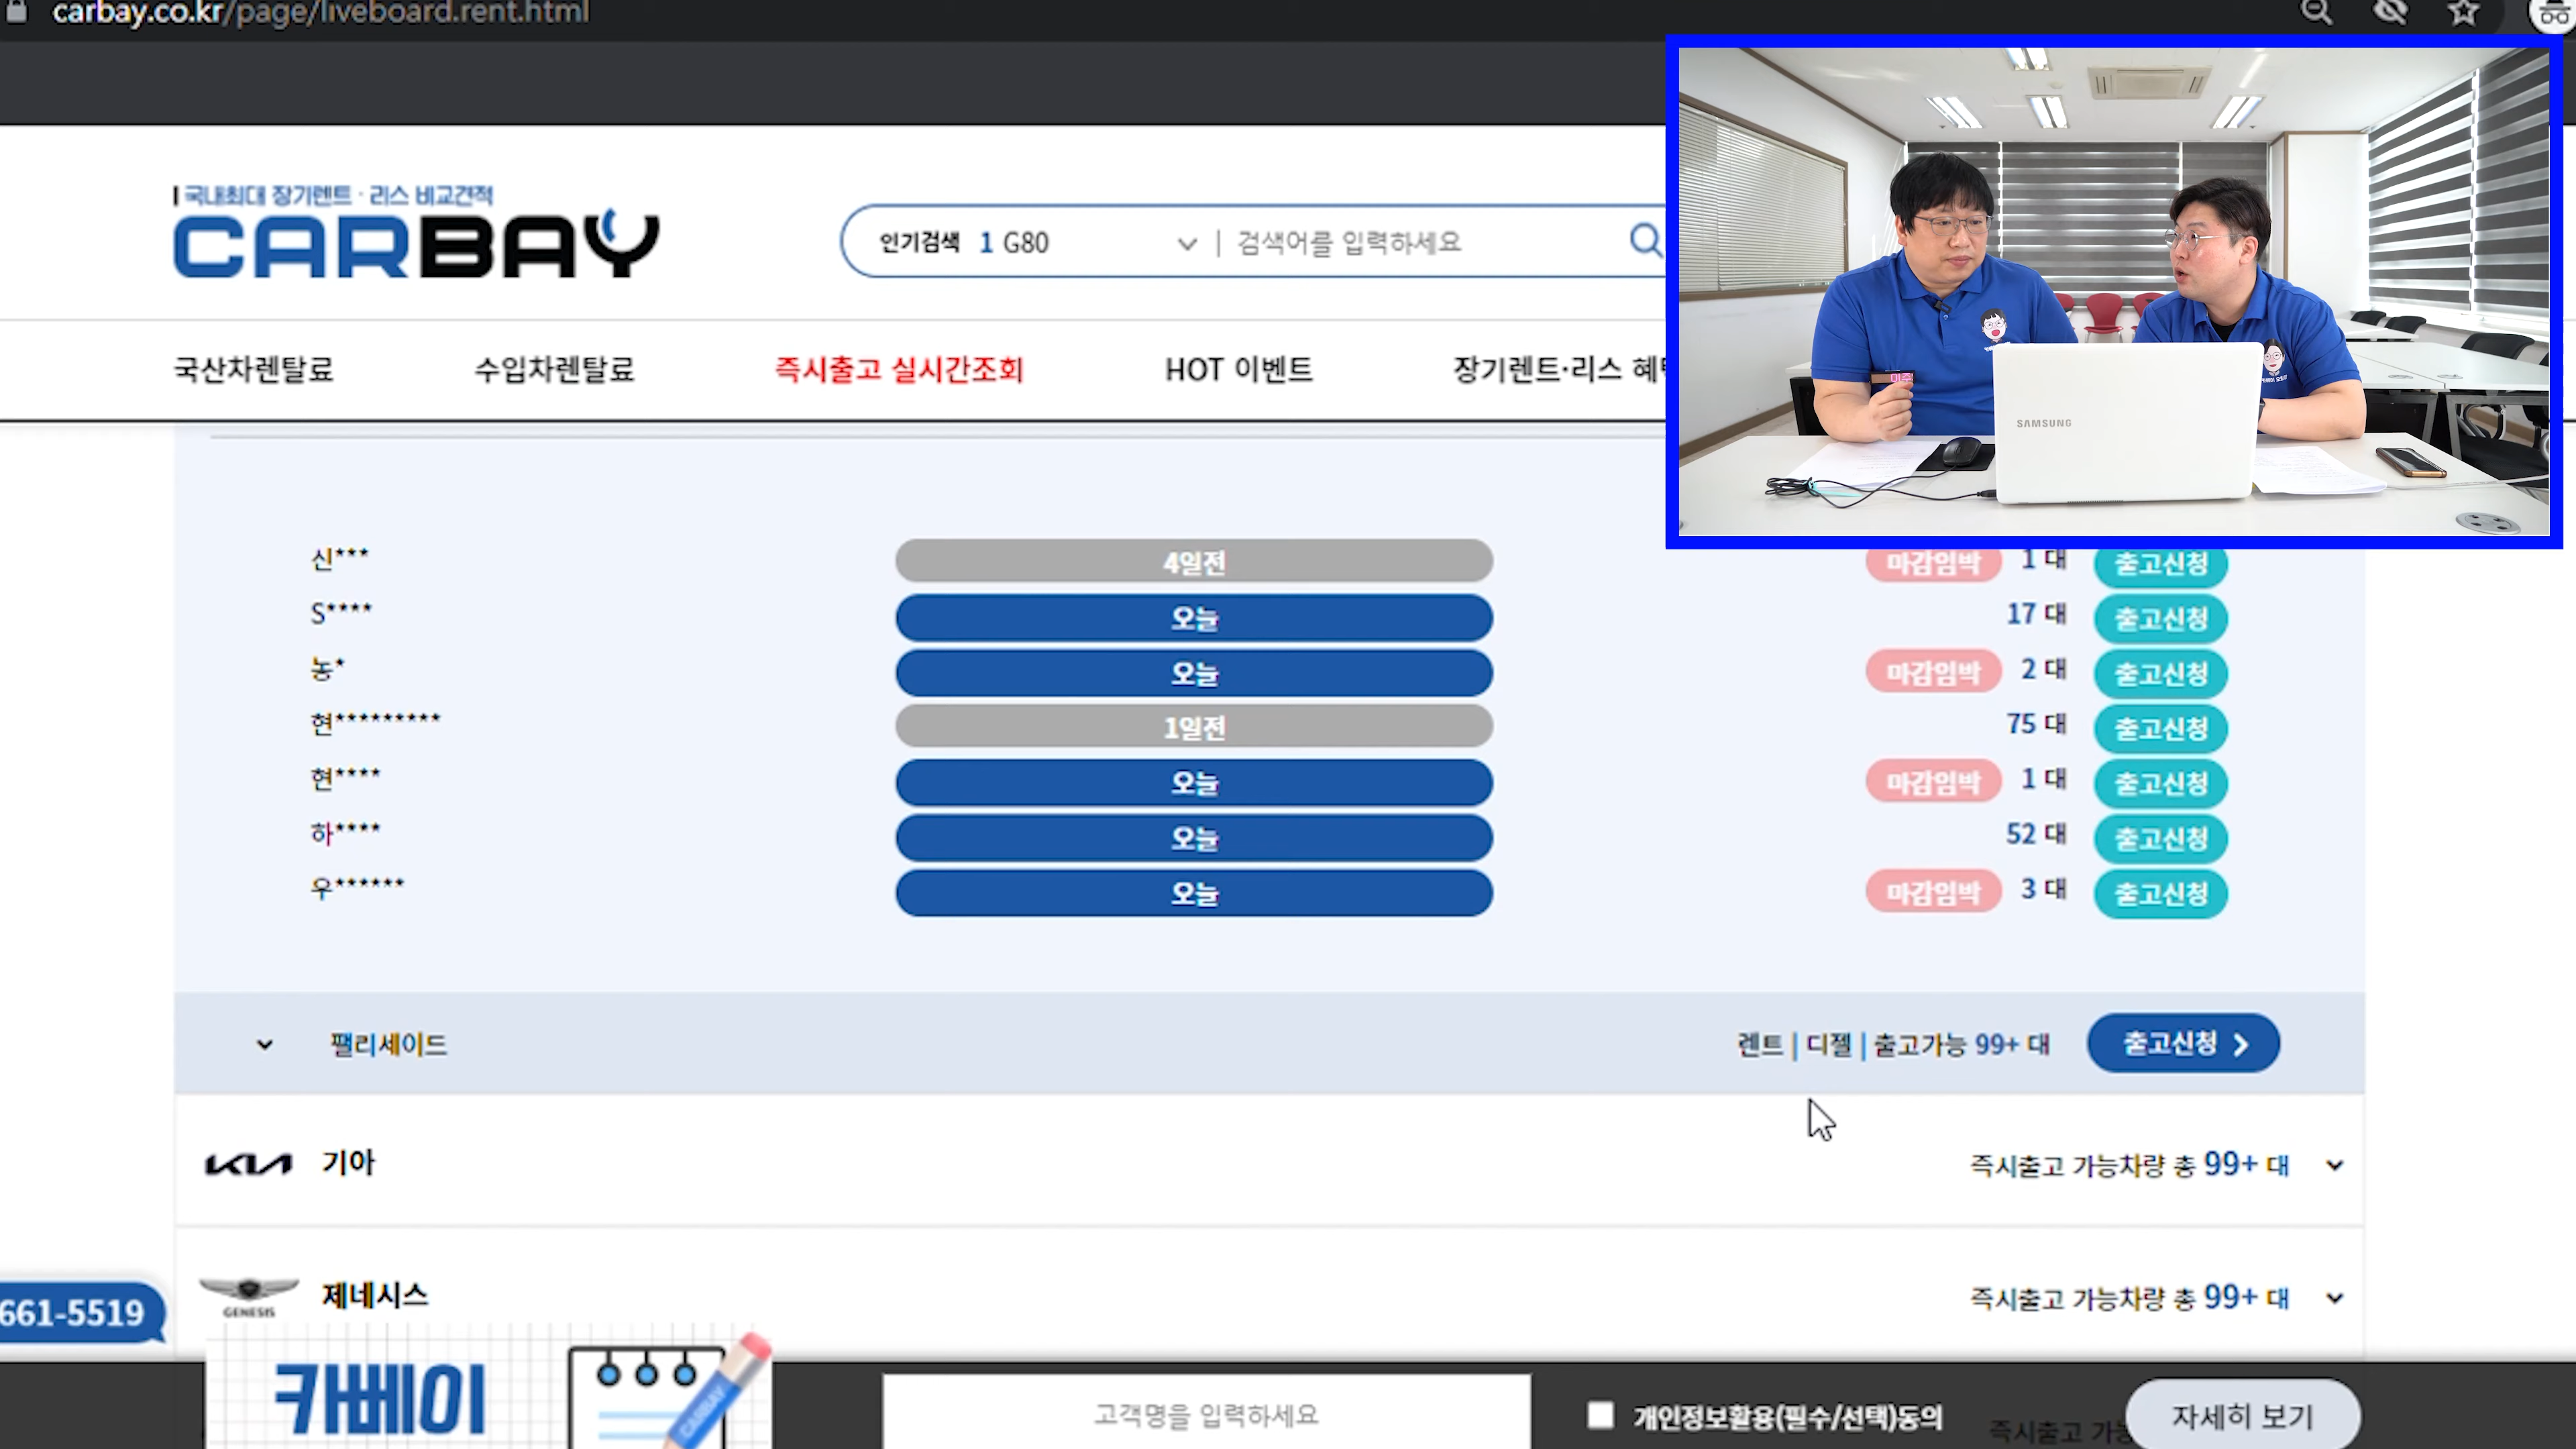 carbay.co.kr/page/liveboard.rent.html
국내최대 장기렌트 · 리스 비교견적
CARBAY
인기검색 1 G80 | 검색어를 입력하세요
국산차렌탈료 수입차렌탈료 즉시출고 실시간조회 HOT 이벤트 장기렌트·리스
SAMSUNG
신*** 4일전 마감임박 1 대 출고신청
S**** 오늘 17 대 출고신청
농* 오늘 마감임박 2 대 출고신청
현********* 1일전 75 대 출고신청
현**** 오늘 마감임박 1 대 출고신청
하**** 오늘 52 대 출고신청
우****** 오늘 마감임박 3 대 출고신청
팰리세이드 렌트 | 디젤 | 출고가능 99+ 대 출고신청
KIA 기아 즉시출고 가능차량 총 99+ 대
GENESIS 제네시스 즉시출고 가능차량 총 99+ 대
661-5519
카베이 CARBAY
고객명을 입력하세요 개인정보활용(필수/선택)동의 즉시출고 자세히 보기